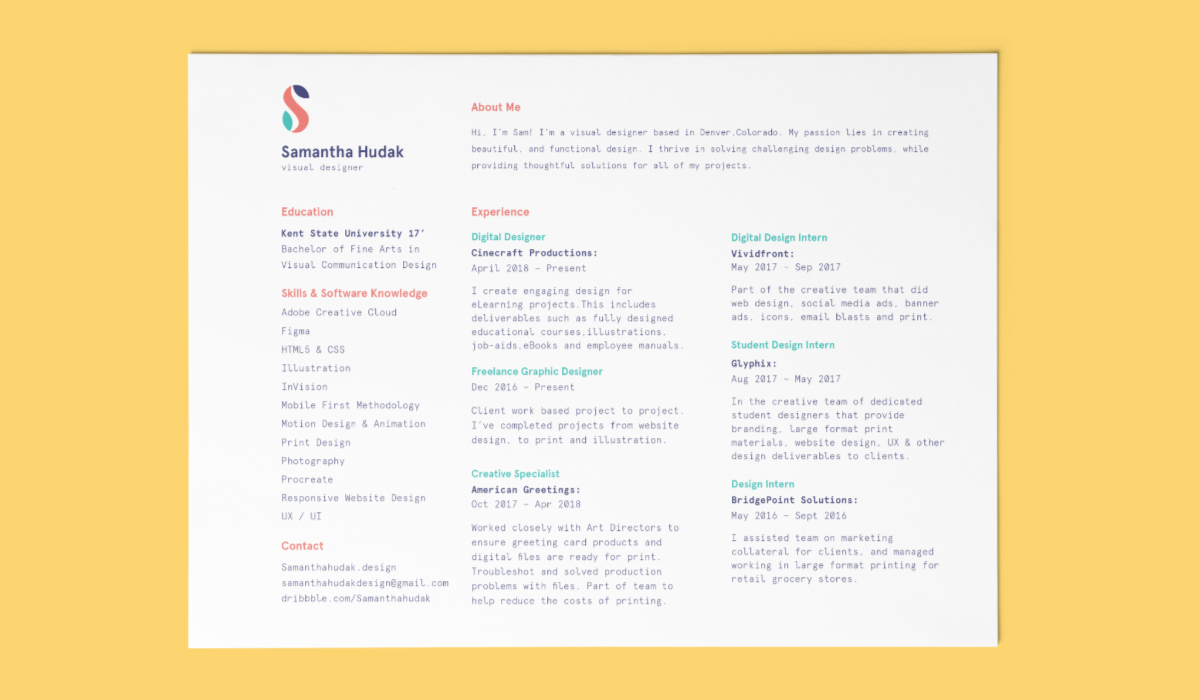 Samantha Hudak
visual designer
About Me
Hi, I'm Sam! I'm a visual designer based in Denver,Colorado. My passion lies in creating
beautiful, and functional design. I thrive in solving challenging design problems, while
providing thoughtful solutions for all of my projects.
Education
Kent State University 17'
Bachelor of Fine Arts in
Visual Communication Design
Skills & Software Knowledge
Adobe Creative Cloud
Figma
HTML5 & CSS
Illustration
InVision
Mobile First Methodology
Motion Design & Animation
Print Design
Photography
Procreate
Responsive Website Design
UX / UI
Contact
Samanthahudak.design
samanthahudakdesign@gmail.com
dribbble.com/Samanthahudak
Experience
Digital Designer
Cinecraft Productions:
April 2018 – Present
I create engaging design for
eLearning projects.This includes
deliverables such as fully designed
educational courses,illustrations,
job-aids,eBooks and employee manuals.
Freelance Graphic Designer
Dec 2016 – Present
Client work based project to project.
I've completed projects from website
design, to print and illustration.
Creative Specialist
American Greetings:
Oct 2017 – Apr 2018
Worked closely with Art Directors to
ensure greeting card products and
digital files are ready for print.
Troubleshot and solved production
problems with files. Part of team to
help reduce the costs of printing.
Digital Design Intern
Vividfront:
May 2017 – Sep 2017
Part of the creative team that did
web design, social media ads, banner
ads, icons, email blasts and print.
Student Design Intern
Glyphix:
Aug 2017 – May 2017
In the creative team of dedicated
student designers that provide
branding, large format print
materials, website design, UX & other
design deliverables to clients.
Design Intern
BridgePoint Solutions:
May 2016 – Sept 2016
I assisted team on marketing
collateral for clients, and managed
working in large format printing for
retail grocery stores.